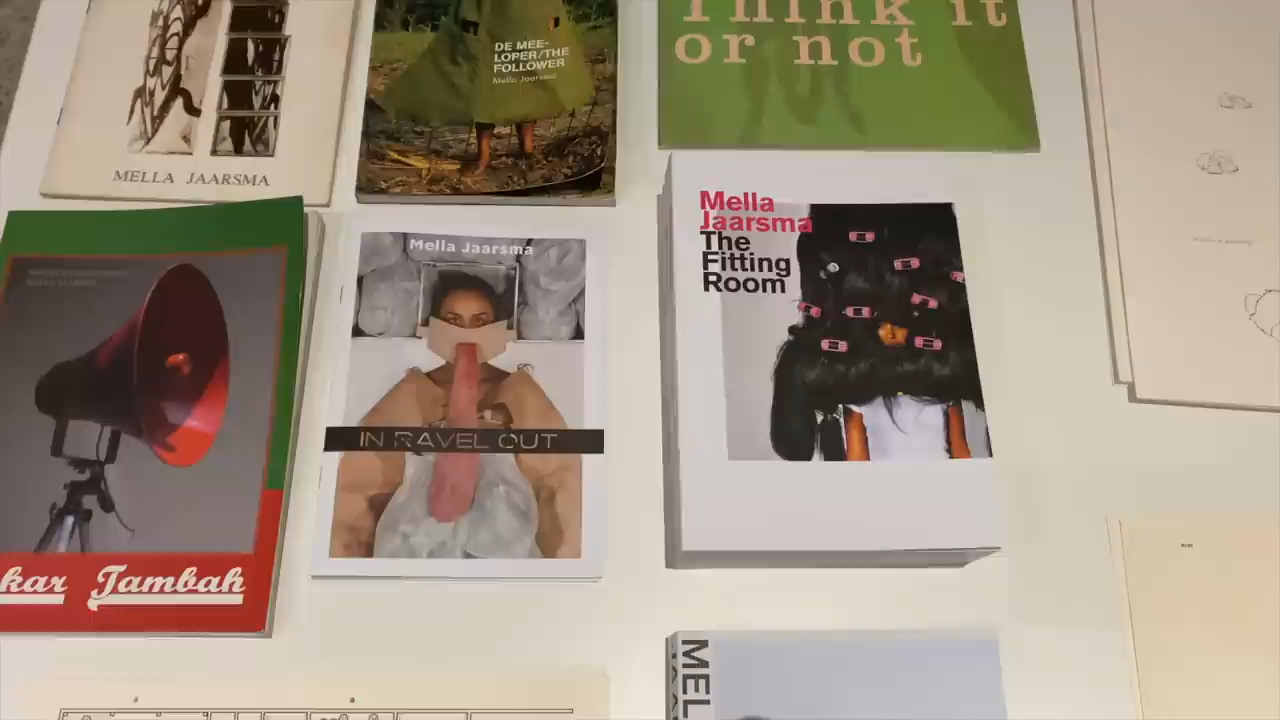 MELLA JAARSMA
DE MEE-
LOPER/THE
FOLLOWER
Mella Jaarsma
Think it
or not
kar Tambah
Mella Jaarsma
IN RAVEL OUT
Mella
Jaarsma
The
Fitting
Room
MEL